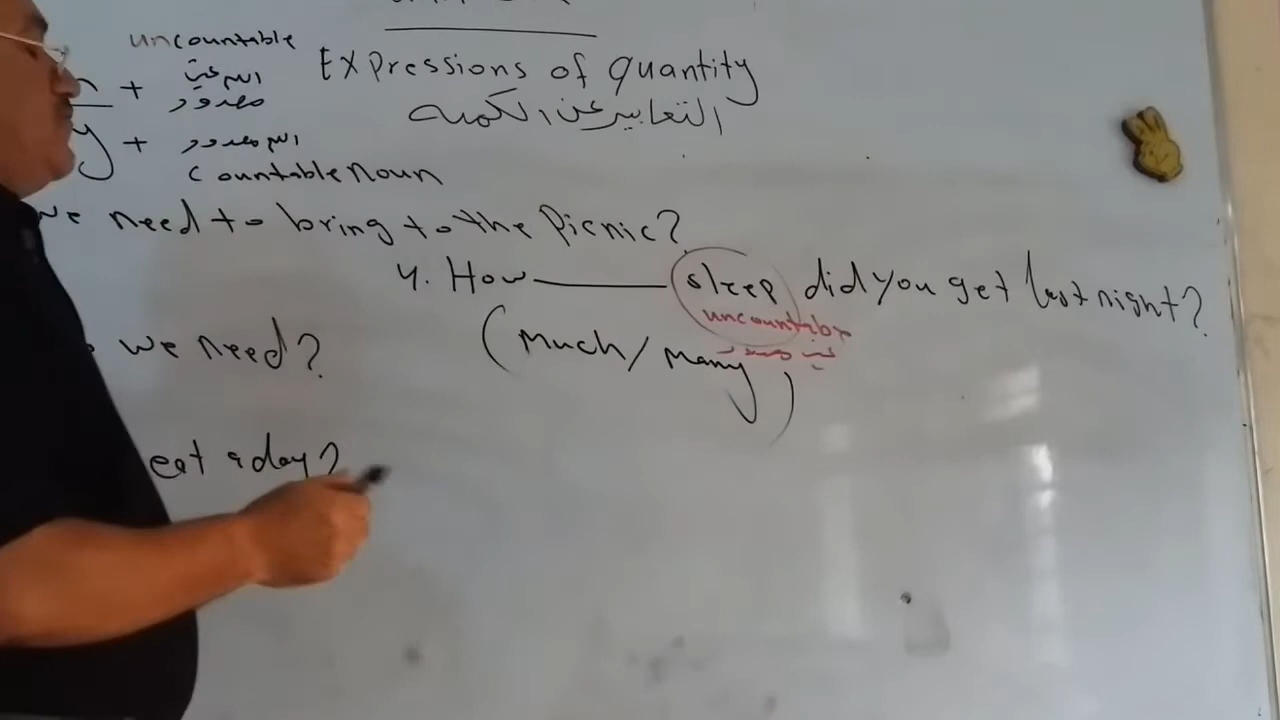 uncountable
Expressions of quantity
+ اسم غير
معدود
التعابير عن الكميه
y + اسم معدود
countable noun
we need to bring to the picnic?
4. How ______ sleep did you get last night?
uncountable
(much/many)
we need?
eat a day?